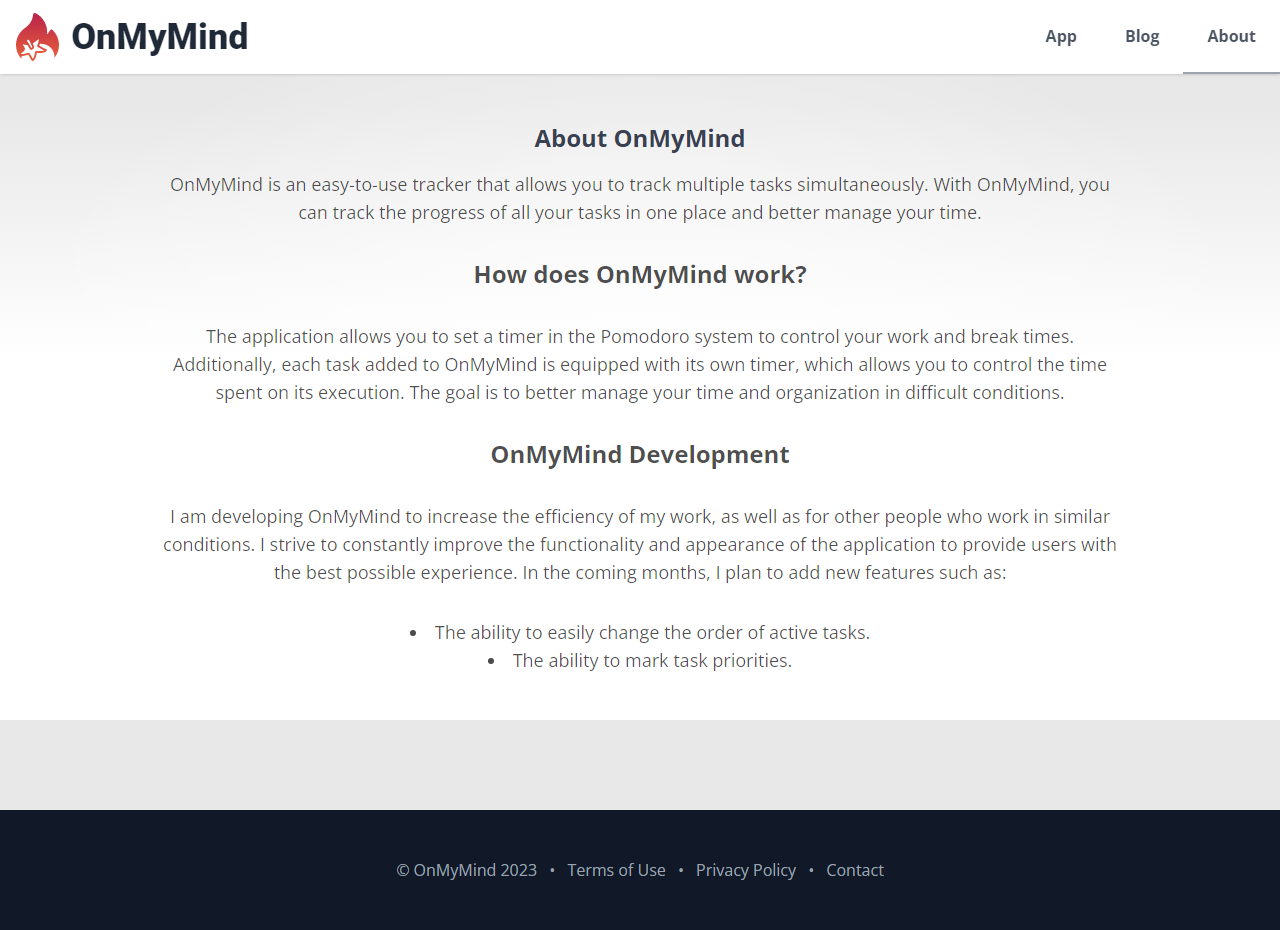 OnMyMind
App
Blog
About
About OnMyMind
OnMyMind is an easy-to-use tracker that allows you to track multiple tasks simultaneously. With OnMyMind, you
can track the progress of all your tasks in one place and better manage your time.
How does OnMyMind work?
The application allows you to set a timer in the Pomodoro system to control your work and break times.
Additionally, each task added to OnMyMind is equipped with its own timer, which allows you to control the time
spent on its execution. The goal is to better manage your time and organization in difficult conditions.
OnMyMind Development
I am developing OnMyMind to increase the efficiency of my work, as well as for other people who work in similar
conditions. I strive to constantly improve the functionality and appearance of the application to provide users with
the best possible experience. In the coming months, I plan to add new features such as:
• The ability to easily change the order of active tasks.
• The ability to mark task priorities.
© OnMyMind 2023 • Terms of Use • Privacy Policy • Contact